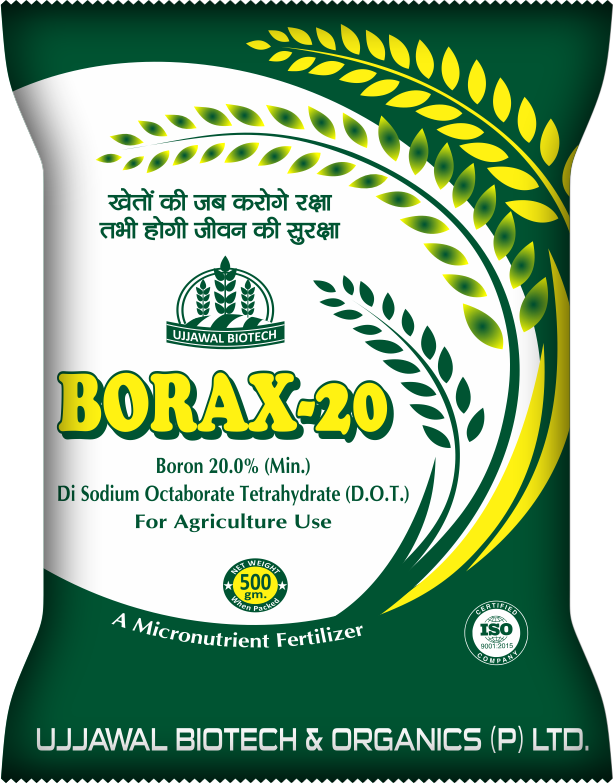 खेतों की जब करोगे रक्षा
तभी होगी जीवन की सुरक्षा
UJJAWAL BIOTECH
BORAX-20
Boron 20.0% (Min.)
Di Sodium Octaborate Tetrahydrate (D.O.T.)
For Agriculture Use
NET WEIGHT
500
gm.
When Packed
A Micronutrient Fertilizer
CERTIFIED
ISO
9001:2015
COMPANY
UJJAWAL BIOTECH & ORGANICS (P) LTD.